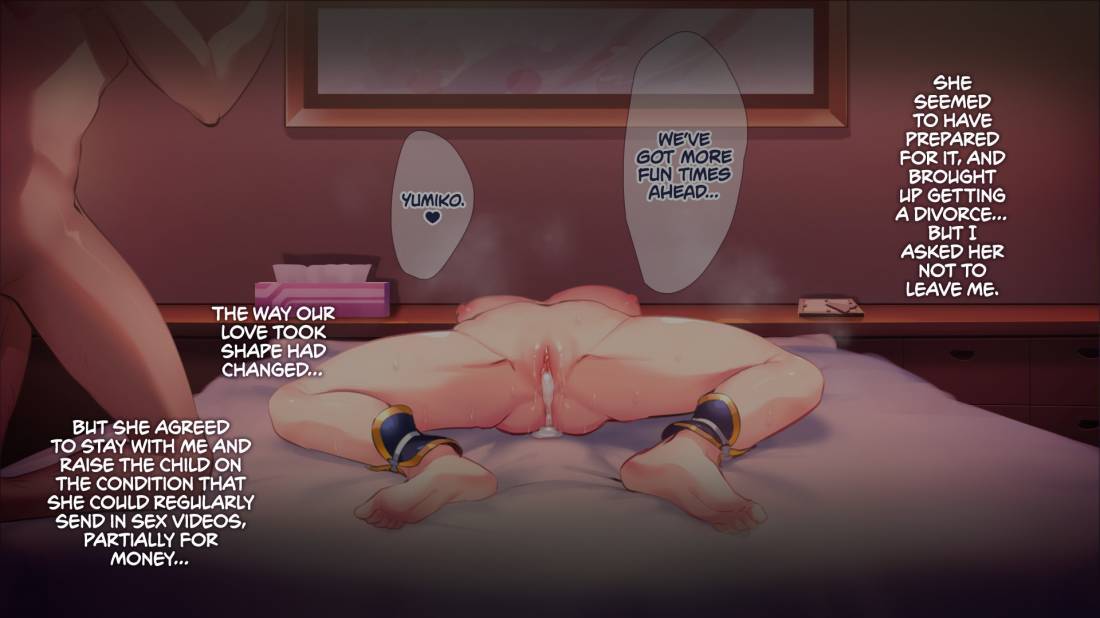 SHE
SEEMED
TO HAVE
PREPARED
FOR IT, AND
BROUGHT
UP GETTING
A DIVORCE...
BUT I
ASKED HER
NOT TO
LEAVE ME.
WE'VE
GOT MORE
FUN TIMES
AHEAD...
YUMIKO.
♥
THE WAY OUR
LOVE TOOK
SHAPE HAD
CHANGED...
BUT SHE AGREED
TO STAY WITH ME AND
RAISE THE CHILD ON
THE CONDITION THAT
SHE COULD REGULARLY
SEND IN SEX VIDEOS,
PARTIALLY FOR
MONEY...